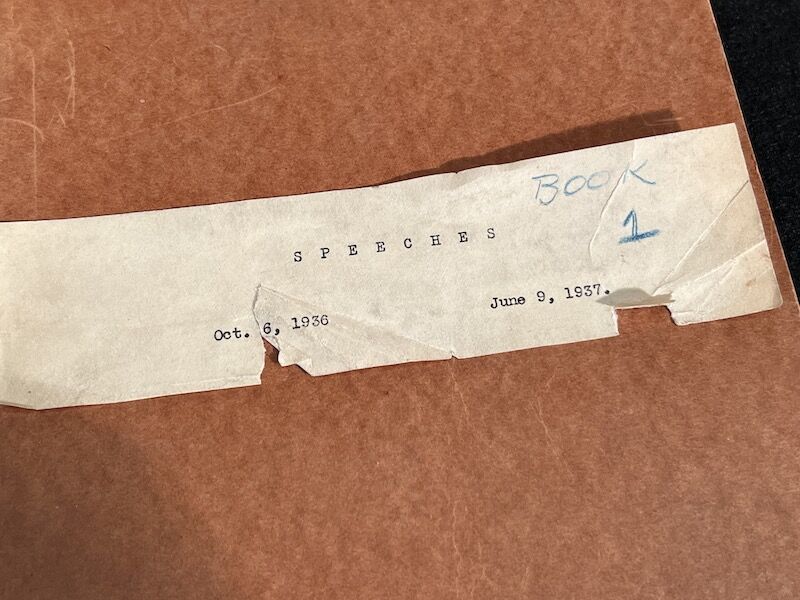 BOOK
1
S P E E C H E S
Oct. 6, 1936 June 9, 1937.